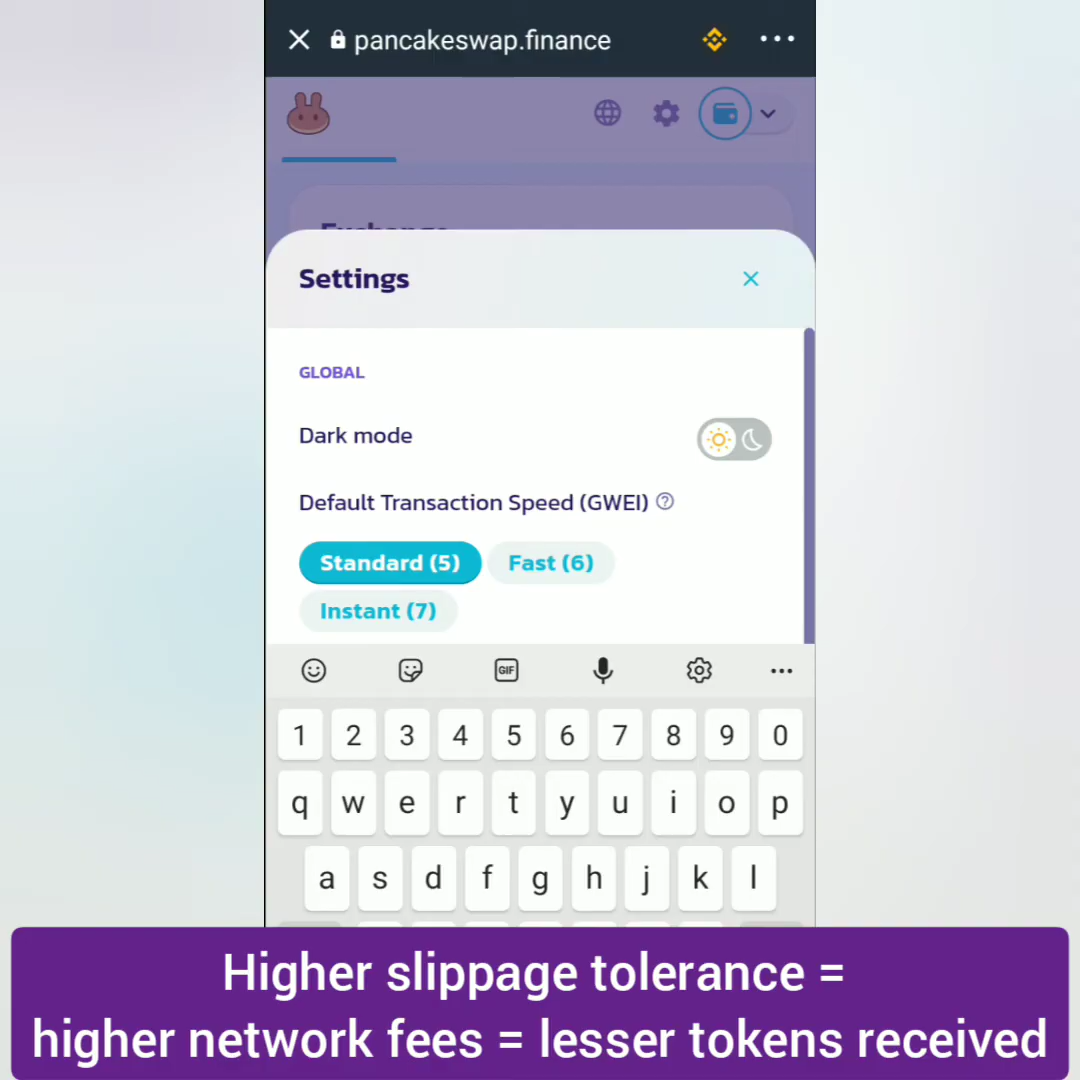 pancakeswap.finance
Exchange
Settings
GLOBAL
Dark mode
Default Transaction Speed (GWEI)
Standard (5) Fast (6)
Instant (7)
GIF
1 2 3 4 5 6 7 8 9 0
q w e r t y u i o p
a s d f g h j k l
Higher slippage tolerance =
higher network fees = lesser tokens received